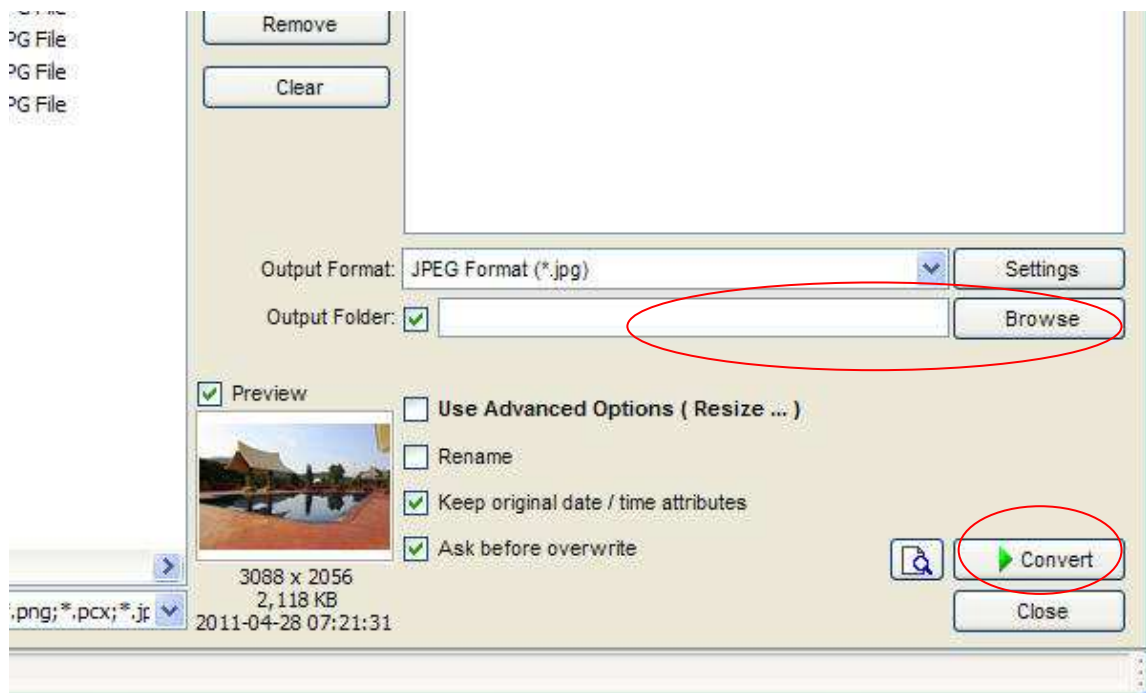 PG File
PG File
PG File
Remove
Clear
Output Format: JPEG Format (*.jpg) Settings
Output Folder: Browse
Preview
Use Advanced Options ( Resize ... )
Rename
Keep original date / time attributes
Ask before overwrite
3088 x 2056
2,118 KB
2011-04-28 07:21:31
Convert
Close
*.png;*.pcx;*.jp